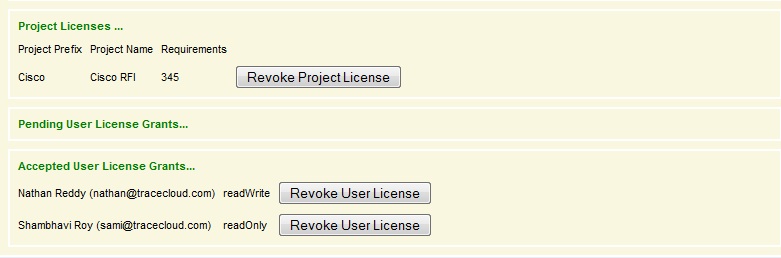 Project Licenses ...
Project Prefix Project Name Requirements
Cisco Cisco RFI 345 Revoke Project License
Pending User License Grants...
Accepted User License Grants...
Nathan Reddy (nathan@tracecloud.com) readWrite Revoke User License
Shambhavi Roy (sami@tracecloud.com) readOnly Revoke User License